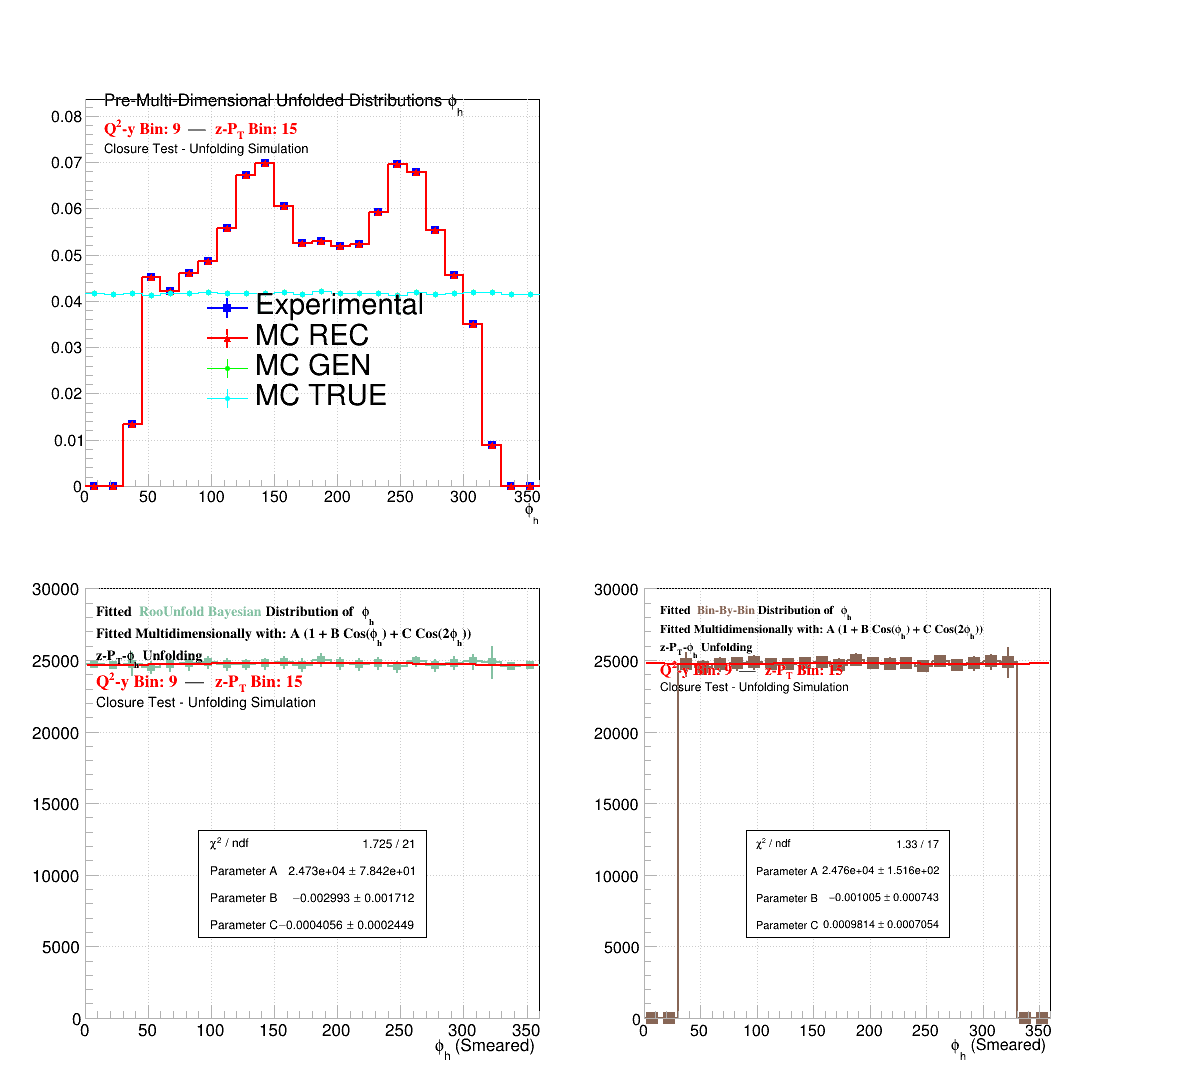 Pre-Multi-Dimensional Unfolded Distributions ϕh
Q2-y Bin: 9 — z-PT Bin: 15
Closure Test - Unfolding Simulation
0.08
0.07
0.06
0.05
0.04
0.03
0.02
0.01
0
Experimental
MC REC
MC GEN
MC TRUE
0 50 100 150 200 250 300 350
ϕh
30000
25000
20000
15000
10000
5000
0
Fitted RooUnfold Bayesian Distribution of ϕh
Fitted Multidimensionally with: A (1 + B Cos(ϕh) + C Cos(2ϕh))
z-PT-ϕh Unfolding
Q2-y Bin: 9 — z-PT Bin: 15
Closure Test - Unfolding Simulation
χ2 / ndf 1.725 / 21
Parameter A 2.473e+04 ± 7.842e+01
Parameter B −0.002993 ± 0.001712
Parameter C −0.0004056 ± 0.0002449
0 50 100 150 200 250 300 350
ϕh (Smeared)
30000
25000
20000
15000
10000
5000
0
Fitted Bin-By-Bin Distribution of ϕh
Fitted Multidimensionally with: A (1 + B Cos(ϕh) + C Cos(2ϕh))
z-PT-ϕh Unfolding
Q2-y Bin: 9 — z-PT Bin: 15
Closure Test - Unfolding Simulation
χ2 / ndf 1.33 / 17
Parameter A 2.476e+04 ± 1.516e+02
Parameter B −0.001005 ± 0.000743
Parameter C 0.0009814 ± 0.0007054
0 50 100 150 200 250 300 350
ϕh (Smeared)